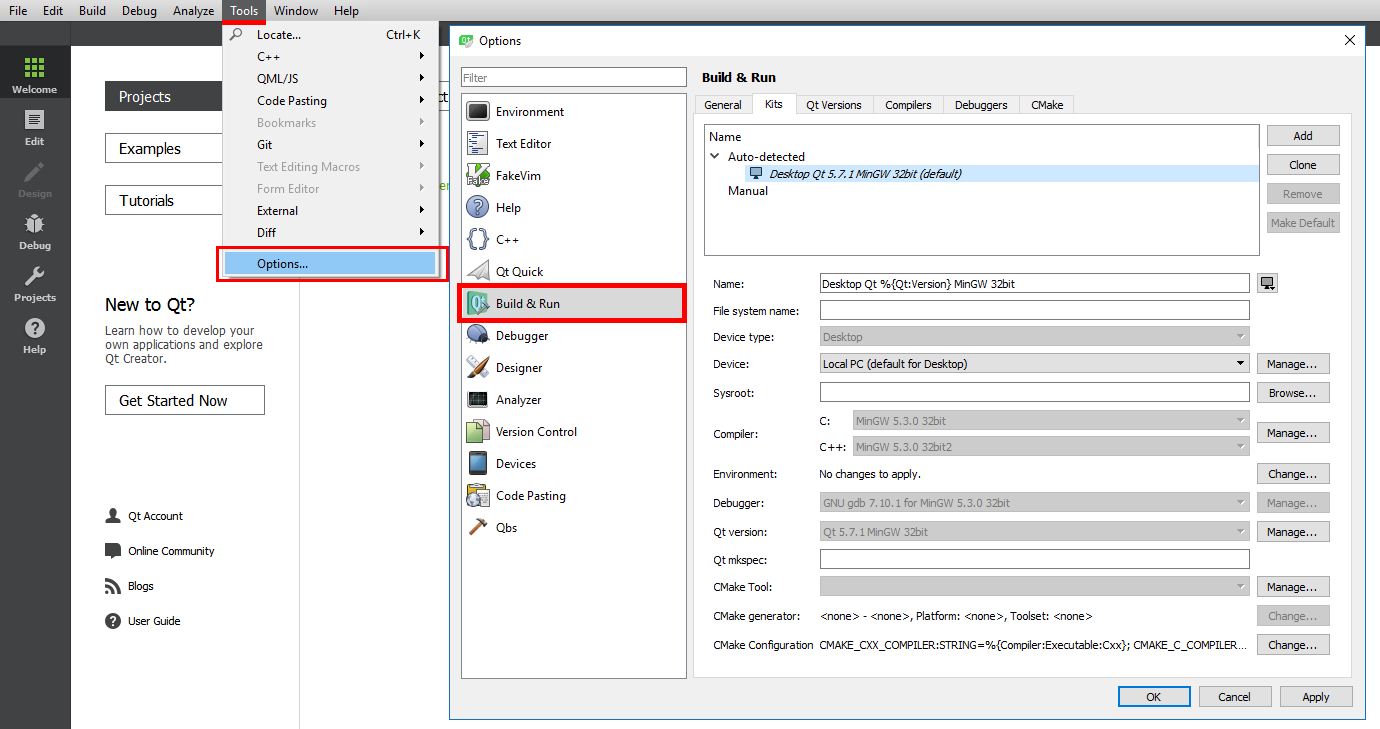 File Edit Build Debug Analyze Tools Window Help
Welcome
Edit
Design
Debug
Projects
Help
Projects
Examples
Tutorials
New to Qt?
Learn how to develop your
own applications and explore
Qt Creator.
Get Started Now
Qt Account
Online Community
Blogs
User Guide
Locate... Ctrl+K
C++
QML/JS
Code Pasting
Bookmarks
Git
Text Editing Macros
Form Editor
External
Diff
Options...
Options
Filter
Environment
Text Editor
FakeVim
Help
C++
Qt Quick
Build & Run
Debugger
Designer
Analyzer
Version Control
Devices
Code Pasting
Qbs
Build & Run
General Kits Qt Versions Compilers Debuggers CMake
Name
Auto-detected
Desktop Qt 5.7.1 MinGW 32bit (default)
Manual
Add
Clone
Remove
Make Default
Name: Desktop Qt %{Qt:Version} MinGW 32bit
File system name:
Device type: Desktop
Device: Local PC (default for Desktop) Manage...
Sysroot: Browse...
Compiler: C: MinGW 5.3.0 32bit
C++: MinGW 5.3.0 32bit2 Manage...
Environment: No changes to apply. Change...
Debugger: GNU gdb 7.10.1 for MinGW 5.3.0 32bit Manage...
Qt version: Qt 5.7.1 MinGW 32bit Manage...
Qt mkspec:
CMake Tool: Manage...
CMake generator: <none> - <none>, Platform: <none>, Toolset: <none> Change...
CMake Configuration CMAKE_CXX_COMPILER:STRING=%{Compiler:Executable:Cxx}; CMAKE_C_COMPILER... Change...
OK Cancel Apply